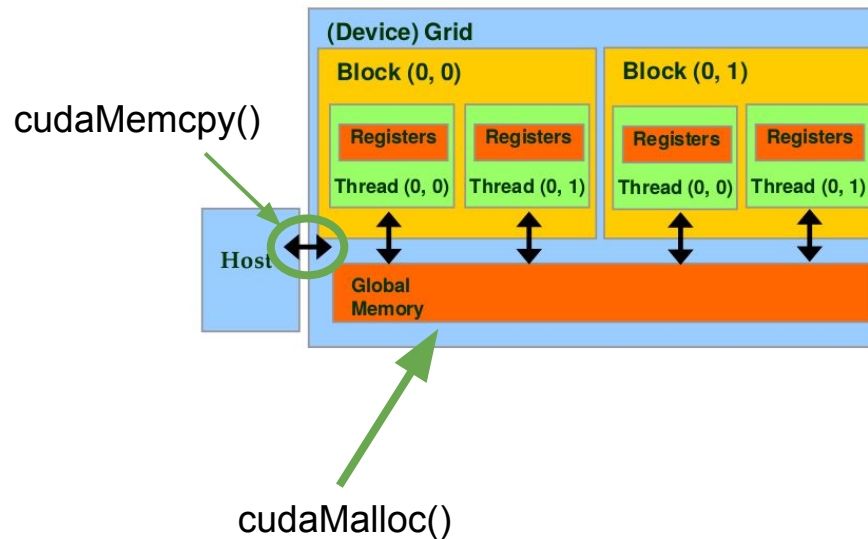 (Device) Grid
Block (0, 0)
Block (0, 1)
cudaMemcpy()
Registers
Registers
Registers
Registers
Thread (0, 0)
Thread (0, 1)
Thread (0, 0)
Thread (0, 1)
Host
Global
Memory
cudaMalloc()